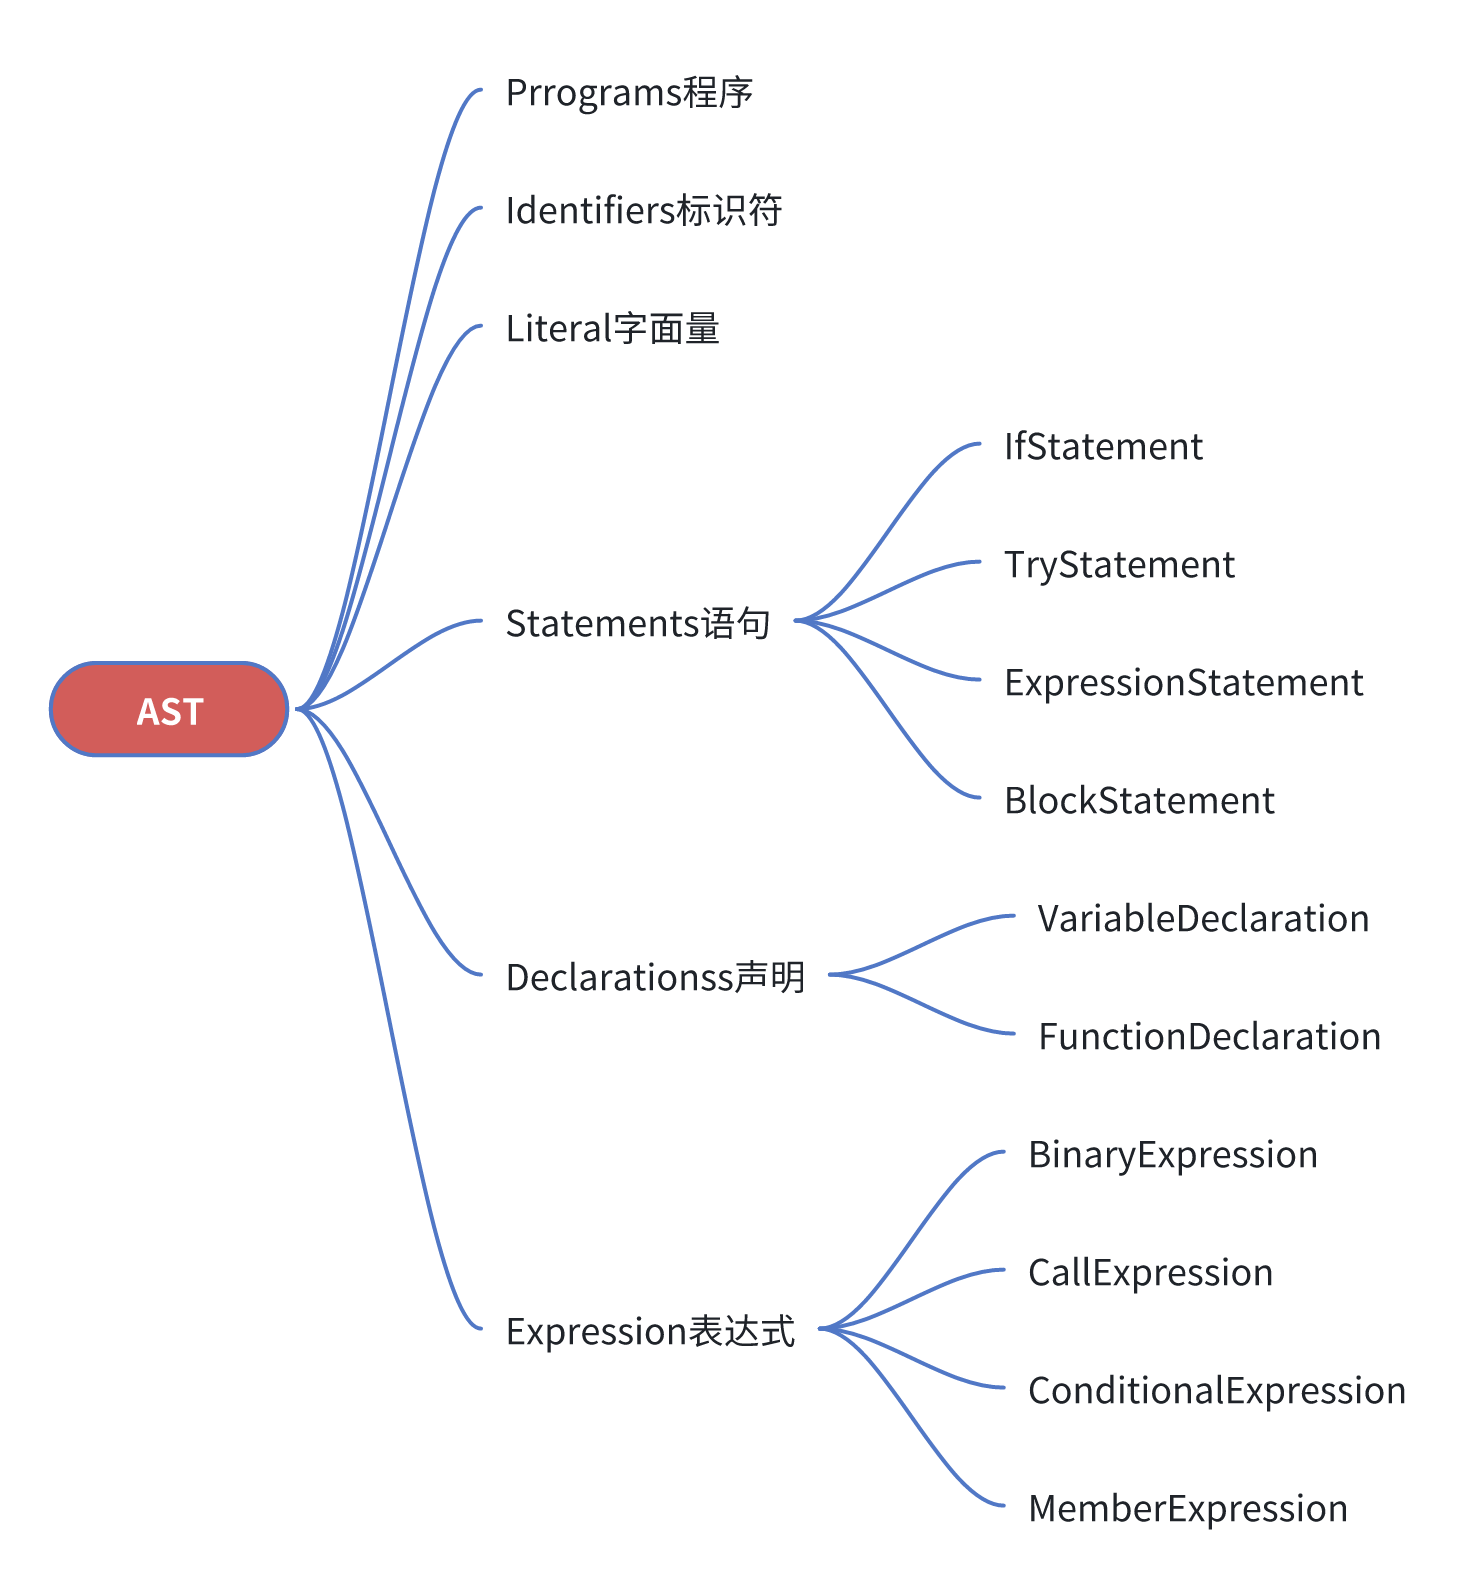 AST
Prrograms程序
Identifiers标识符
Literal字面量
Statements语句
IfStatement
TryStatement
ExpressionStatement
BlockStatement
Declarationss声明
VariableDeclaration
FunctionDeclaration
Expression表达式
BinaryExpression
CallExpression
ConditionalExpression
MemberExpression